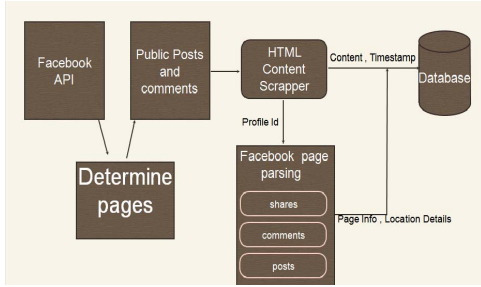 Facebook
API
Public Posts
and
comments
HTML
Content
Scrapper
Content , Timestamp
Database
Profile Id
Determine
pages
Facebook page
parsing
shares
comments
posts
Page Info , Location Details